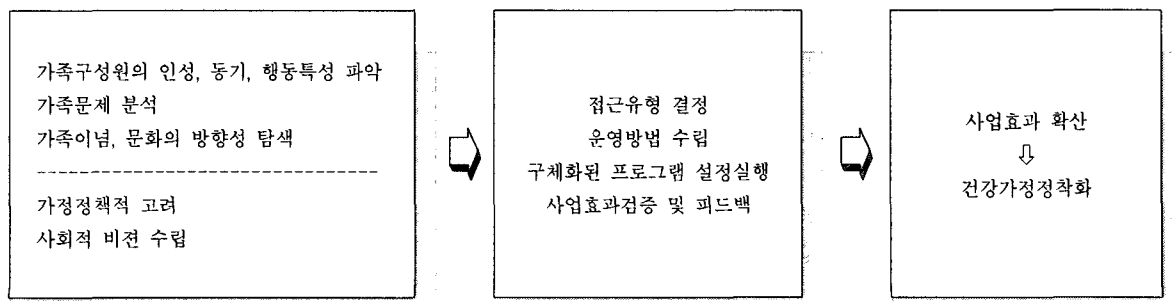 가족구성원의 인성, 동기, 행동특성 파악
가족문제 분석
가족이념, 문화의 방향성 탐색
가정정책적 고려
사회적 비젼 수립
접근유형 결정
운영방법 수립
구체화된 프로그램 설정실행
사업효과검증 및 피드백
사업효과 확산
건강가정정착화